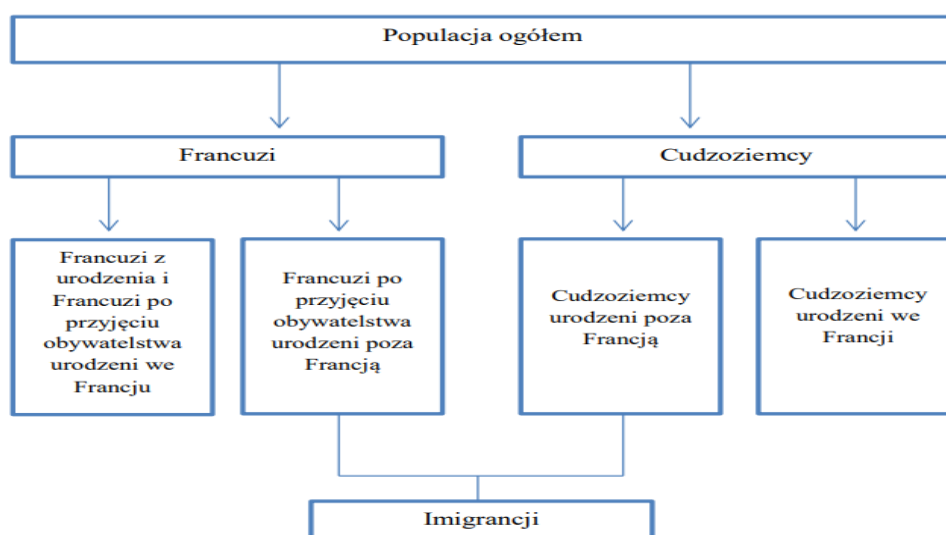 Populacja ogółem
Francuzi
Cudzoziemcy
Francuzi z
urodzenia i
Francuzi po
przyjęciu
obywatelstwa
urodzeni we
Francju
Francuzi po
przyjęciu
obywatelstwa
urodzeni poza
Francją
Cudzoziemcy
urodzeni poza
Francją
Cudzoziemcy
urodzeni we
Francji
Imigrancji